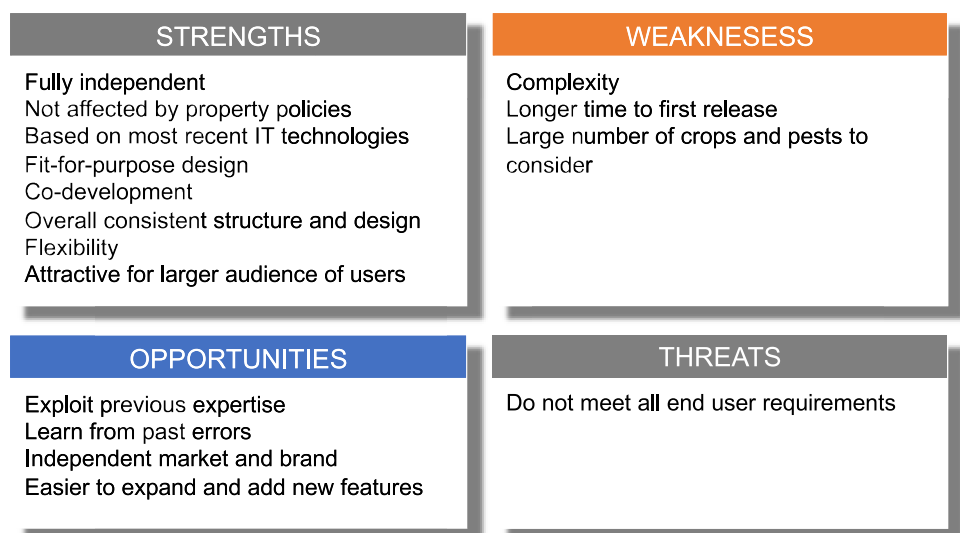 STRENGTHS
Fully independent
Not affected by property policies
Based on most recent IT technologies
Fit-for-purpose design
Co-development
Overall consistent structure and design
Flexibility
Attractive for larger audience of users
WEAKNESESS
Complexity
Longer time to first release
Large number of crops and pests to
consider
OPPORTUNITIES
Exploit previous expertise
Learn from past errors
Independent market and brand
Easier to expand and add new features
THREATS
Do not meet all end user requirements